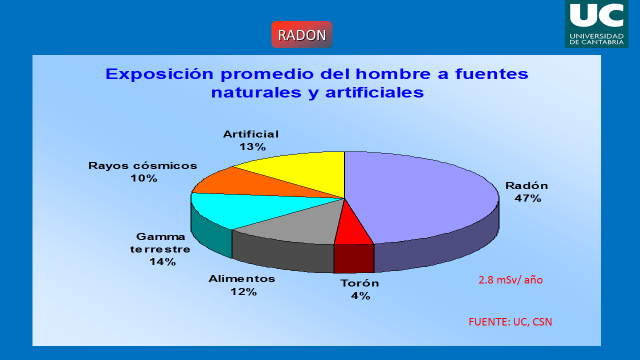 RADON
UC
UNIVERSIDAD
DE CANTABRIA
Exposición promedio del hombre a fuentes
naturales y artificiales
Artificial
13%
Rayos cósmicos
10%
Radón
47%
Gamma
terrestre
14%
Alimentos
12%
Torón
4%
2.8 mSv/ año
FUENTE: UC, CSN